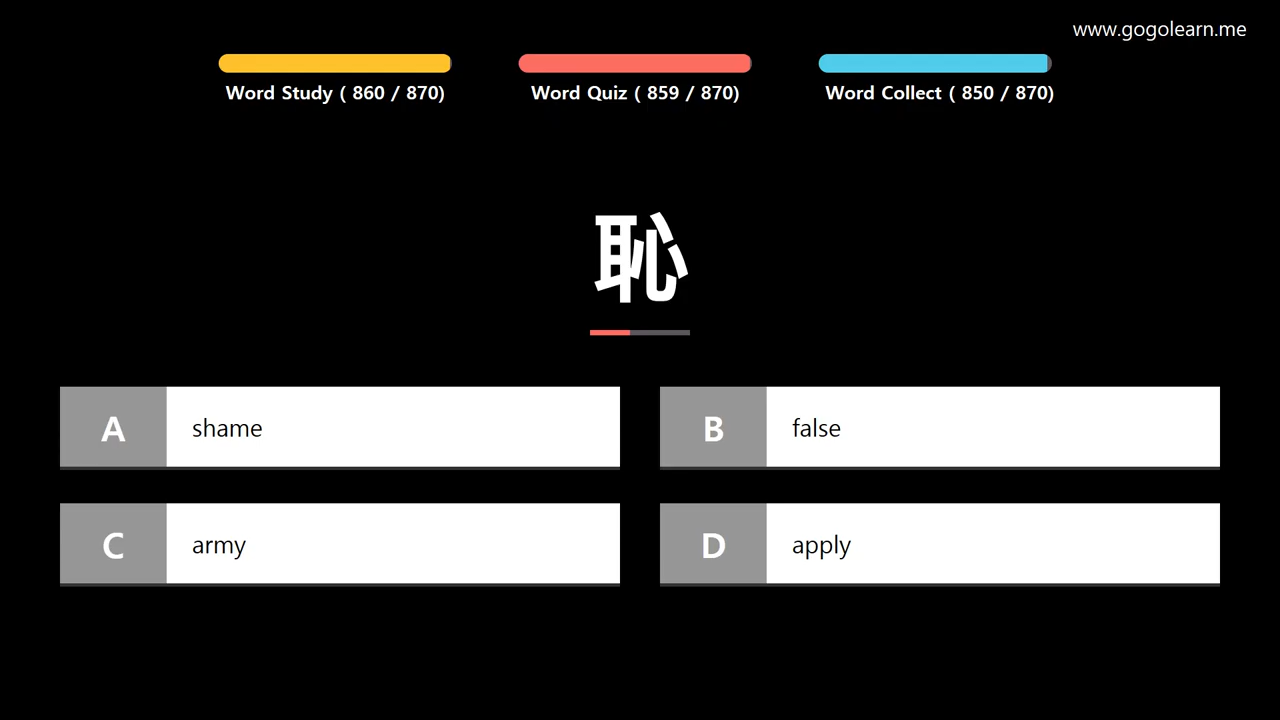 www.gogolearn.me
Word Study ( 860 / 870)
Word Quiz ( 859 / 870)
Word Collect ( 850 / 870)
恥
A shame
B false
C army
D apply